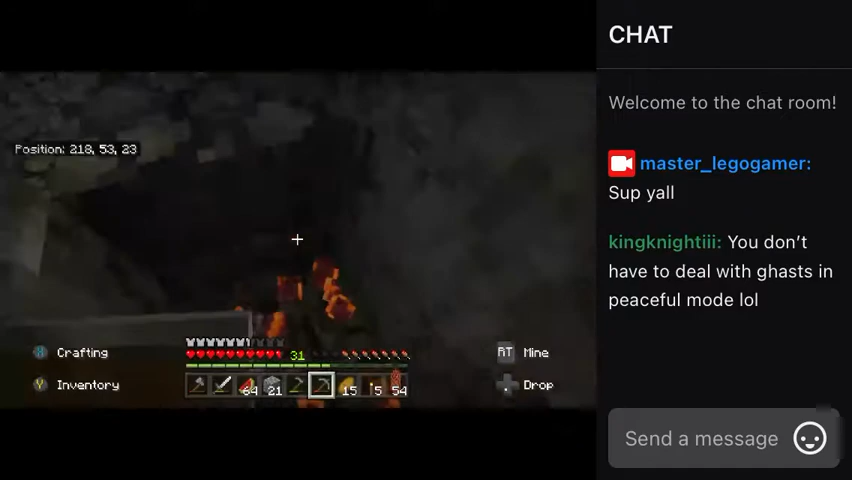 CHAT
Welcome to the chat room!
Position: 218, 53, 23
master_legogamer:
Sup yall
kingknightiii: You don't
have to deal with ghasts in
peaceful mode lol
31
X Crafting
RT Mine
Y Inventory
64 21 15 5 54
Drop
Send a message